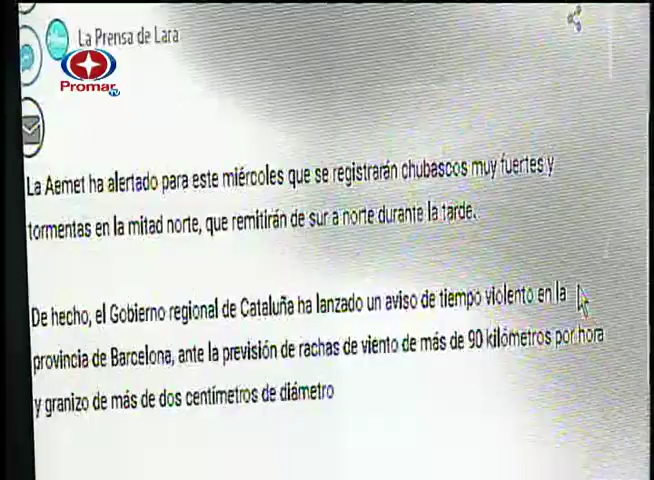 La Prensa de Lara
Promar
TV
La Aemet ha alertado para este miércoles que se registrarán chubascos muy fuertes y
tormentas en la mitad norte, que remitirán de sur a norte durante la tarde.
De hecho, el Gobierno regional de Cataluña ha lanzado un aviso de tiempo violento en la
provincia de Barcelona, ante la previsión de rachas de viento de más de 90 kilómetros por hora
y granizo de más de dos centímetros de diámetro